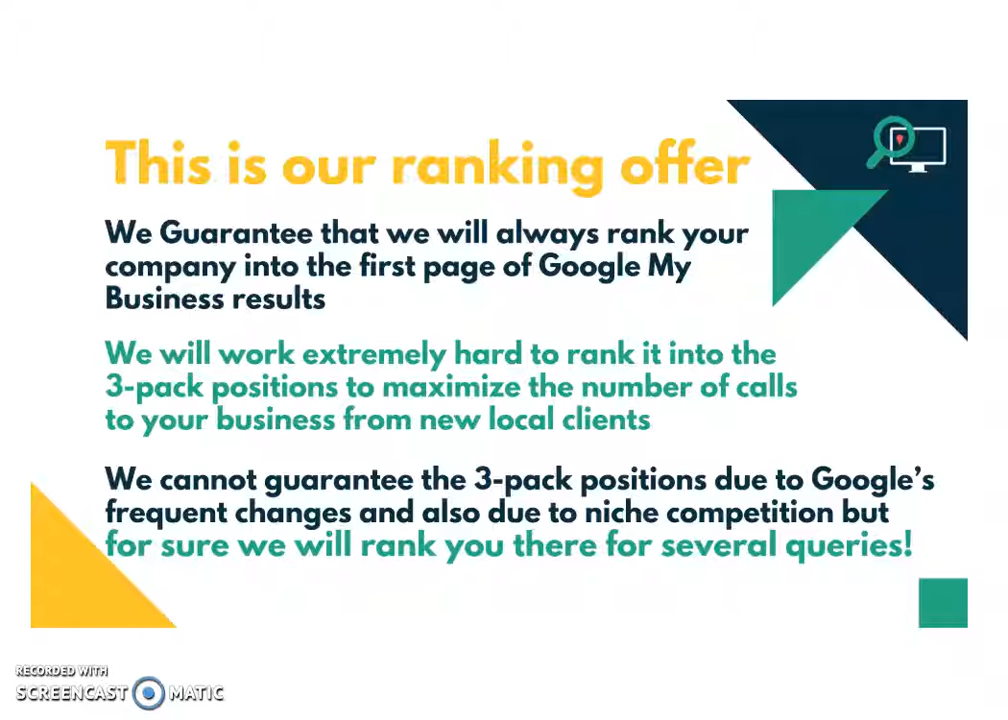 This is our ranking offer
We Guarantee that we will always rank your
company into the first page of Google My
Business results
We will work extremely hard to rank it into the
3-pack positions to maximize the number of calls
to your business from new local clients
We cannot guarantee the 3-pack positions due to Google's
frequent changes and also due to niche competition but
for sure we will rank you there for several queries!
RECORDED WITH
SCREENCAST MATIC